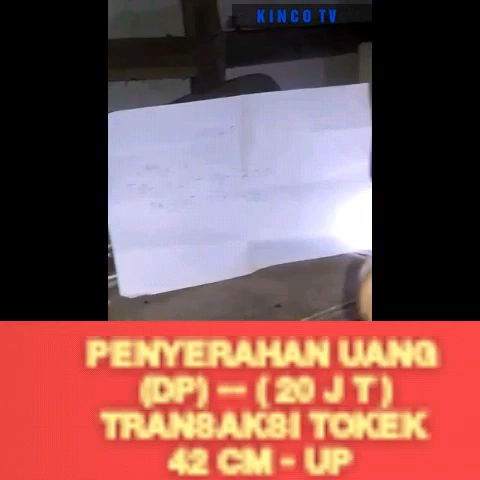 KINCO TV
PENYERAHAN UANG
(DP) -- ( 20 J T )
TRANSAKSI TOKEK
42 CM - UP